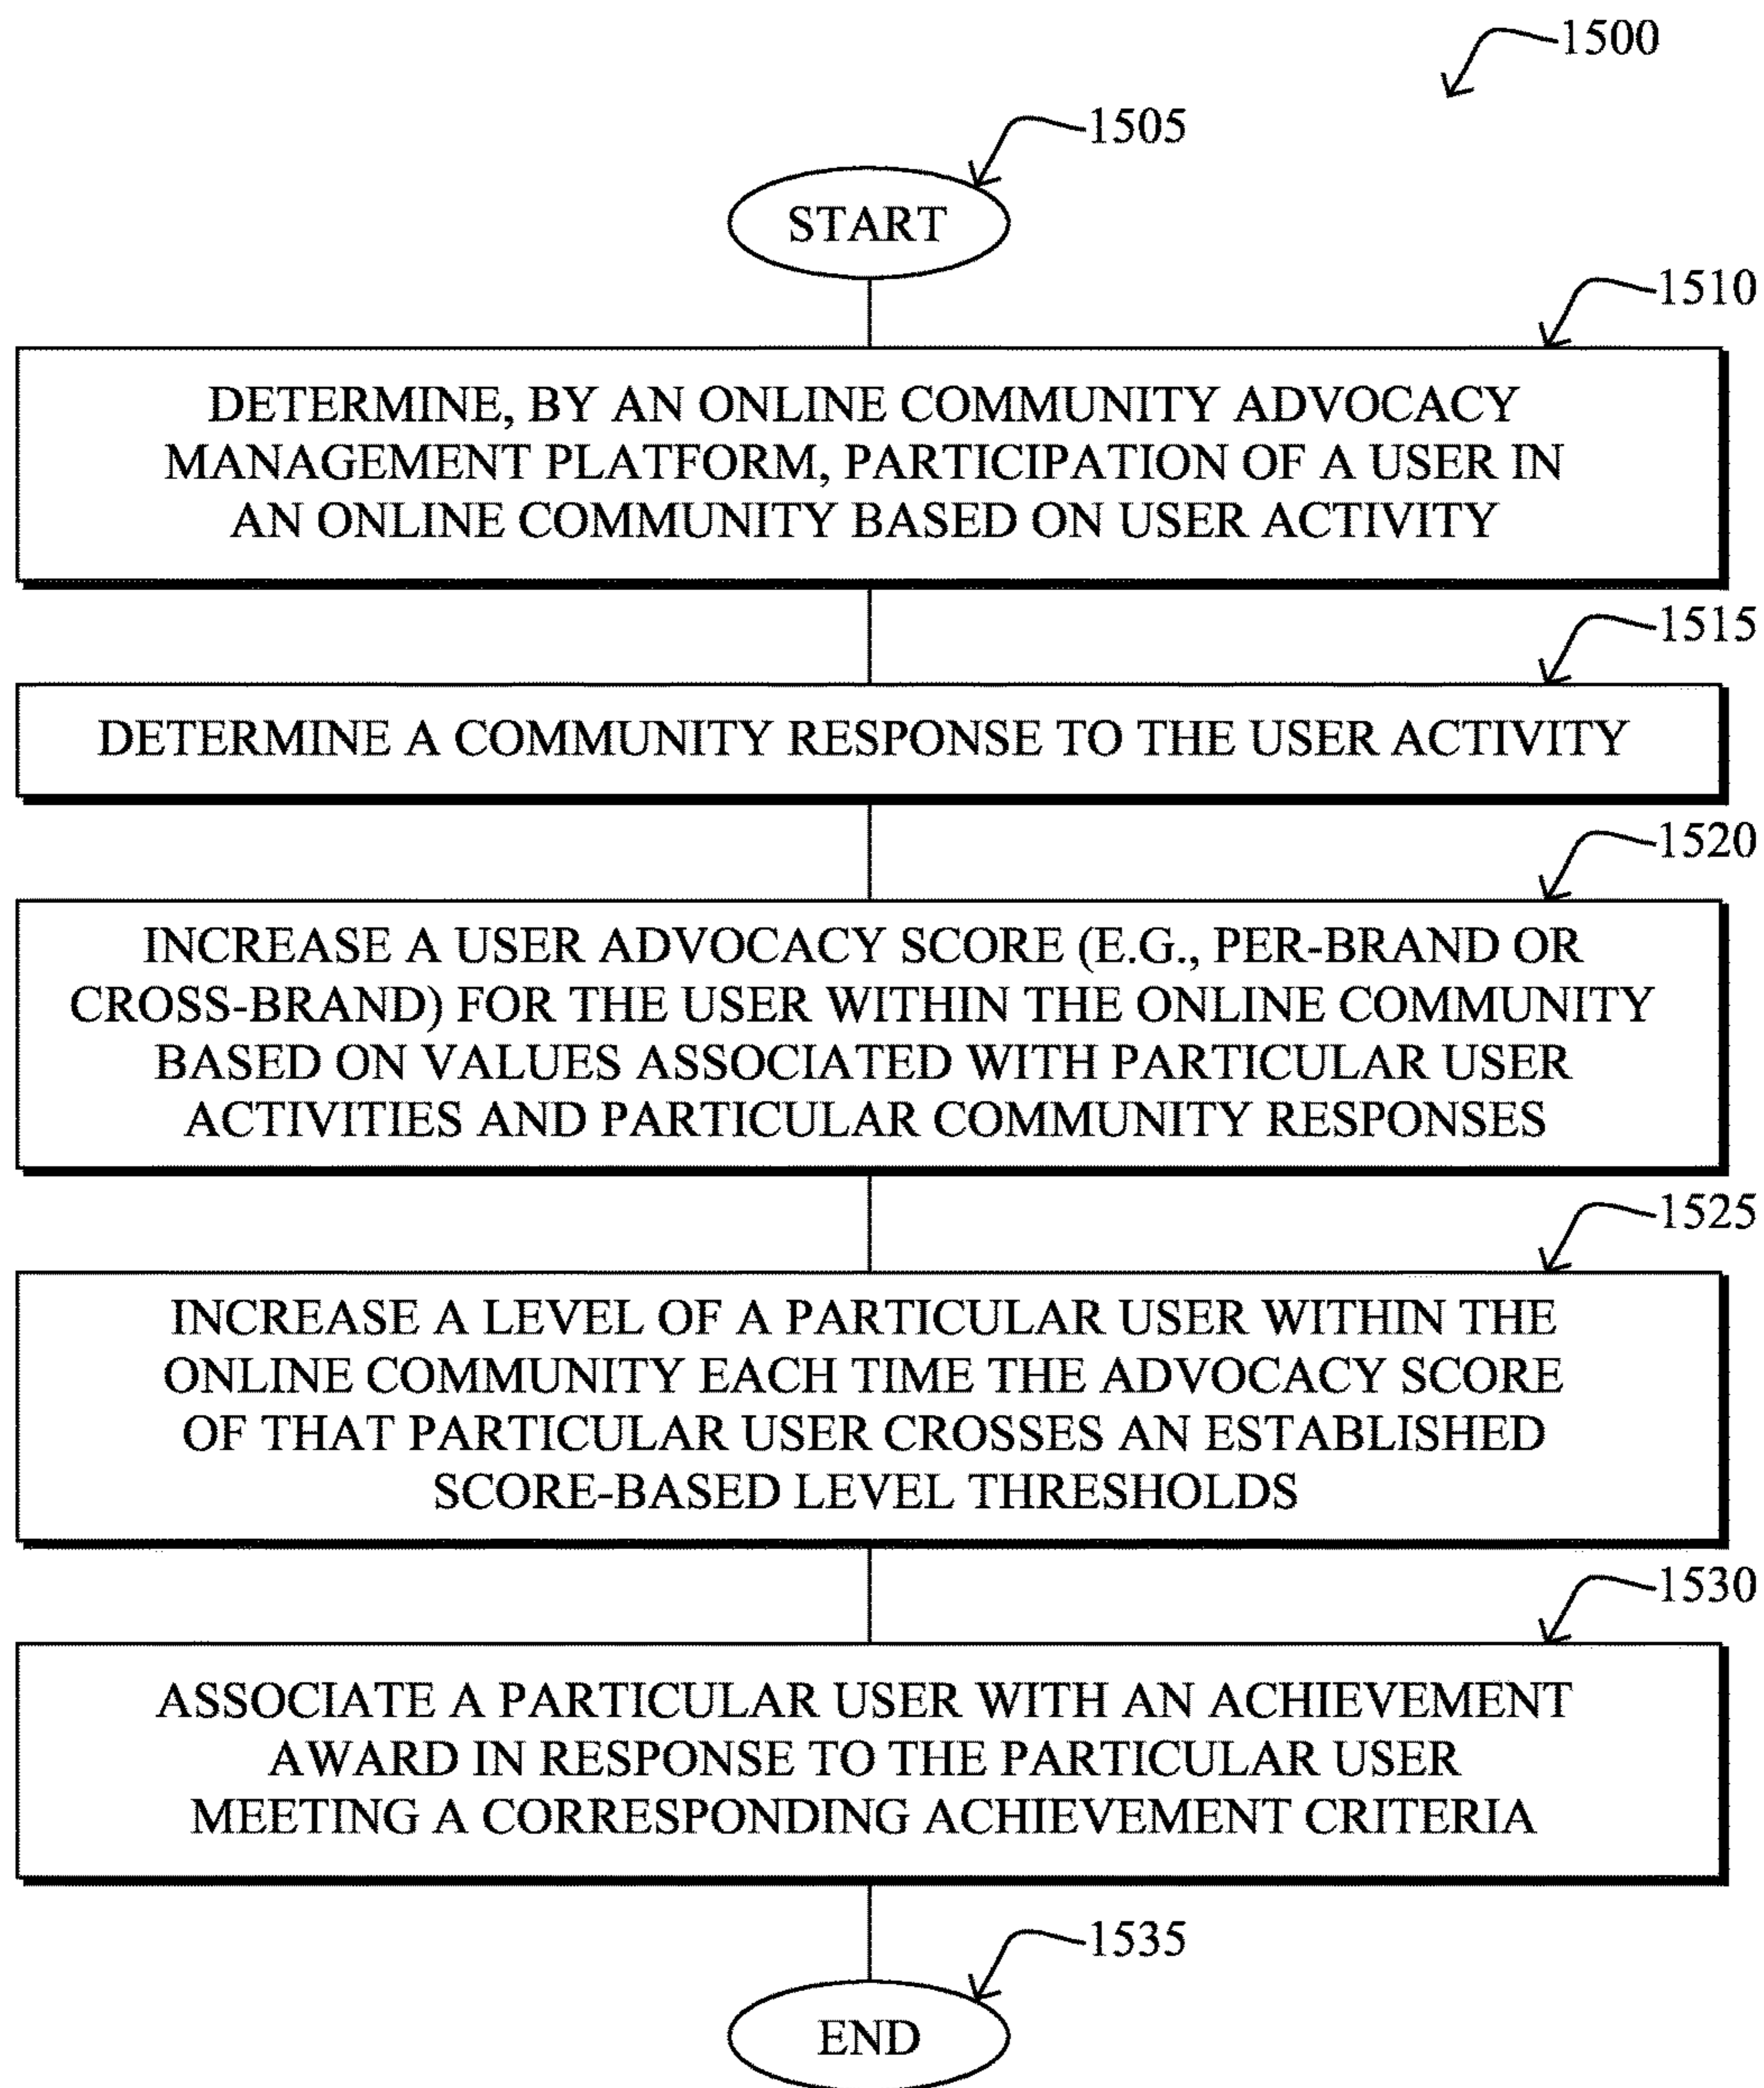 1500
1505
START
1510
DETERMINE, BY AN ONLINE COMMUNITY ADVOCACY
MANAGEMENT PLATFORM, PARTICIPATION OF A USER IN
AN ONLINE COMMUNITY BASED ON USER ACTIVITY
1515
DETERMINE A COMMUNITY RESPONSE TO THE USER ACTIVITY
1520
INCREASE A USER ADVOCACY SCORE (E.G., PER-BRAND OR
CROSS-BRAND) FOR THE USER WITHIN THE ONLINE COMMUNITY
BASED ON VALUES ASSOCIATED WITH PARTICULAR USER
ACTIVITIES AND PARTICULAR COMMUNITY RESPONSES
1525
INCREASE A LEVEL OF A PARTICULAR USER WITHIN THE
ONLINE COMMUNITY EACH TIME THE ADVOCACY SCORE
OF THAT PARTICULAR USER CROSSES AN ESTABLISHED
SCORE-BASED LEVEL THRESHOLDS
1530
ASSOCIATE A PARTICULAR USER WITH AN ACHIEVEMENT
AWARD IN RESPONSE TO THE PARTICULAR USER
MEETING A CORRESPONDING ACHIEVEMENT CRITERIA
1535
END